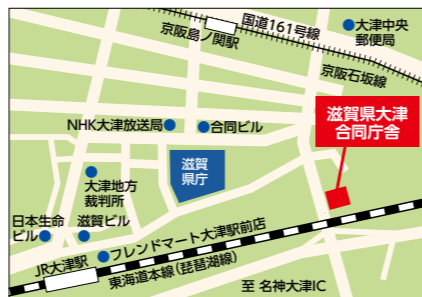 国道161号線
大津中央
郵便局
京阪島ノ関駅
京阪石坂線
滋賀県大津
合同庁舎
NHK大津放送局
合同ビル
滋賀
県庁
大津地方
裁判所
日本生命
ビル
滋賀ビル
フレンドマート大津駅前店
JR大津駅
東海道本線(琵琶湖線)
至 名神大津IC